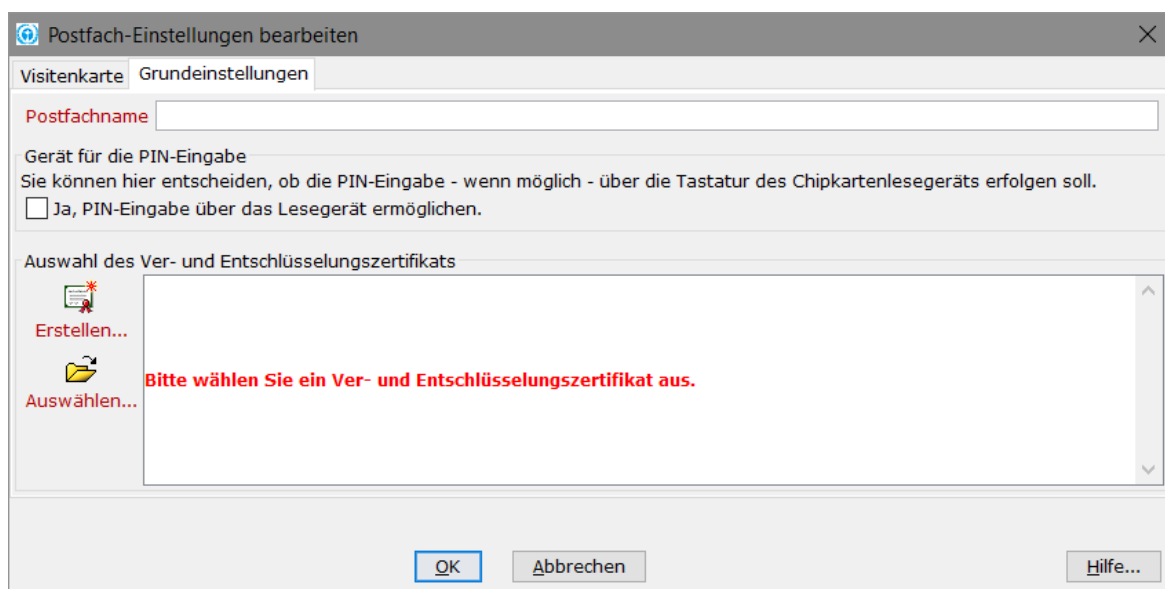 Postfach-Einstellungen bearbeiten
Visitenkarte Grundeinstellungen
Postfachname
Gerät für die PIN-Eingabe
Sie können hier entscheiden, ob die PIN-Eingabe - wenn möglich - über die Tastatur des Chipkartenlesegeräts erfolgen soll.
Ja, PIN-Eingabe über das Lesegerät ermöglichen.
Auswahl des Ver- und Entschlüsselungszertifikats
Erstellen...
Bitte wählen Sie ein Ver- und Entschlüsselungszertifikat aus.
Auswählen...
OK Abbrechen Hilfe...